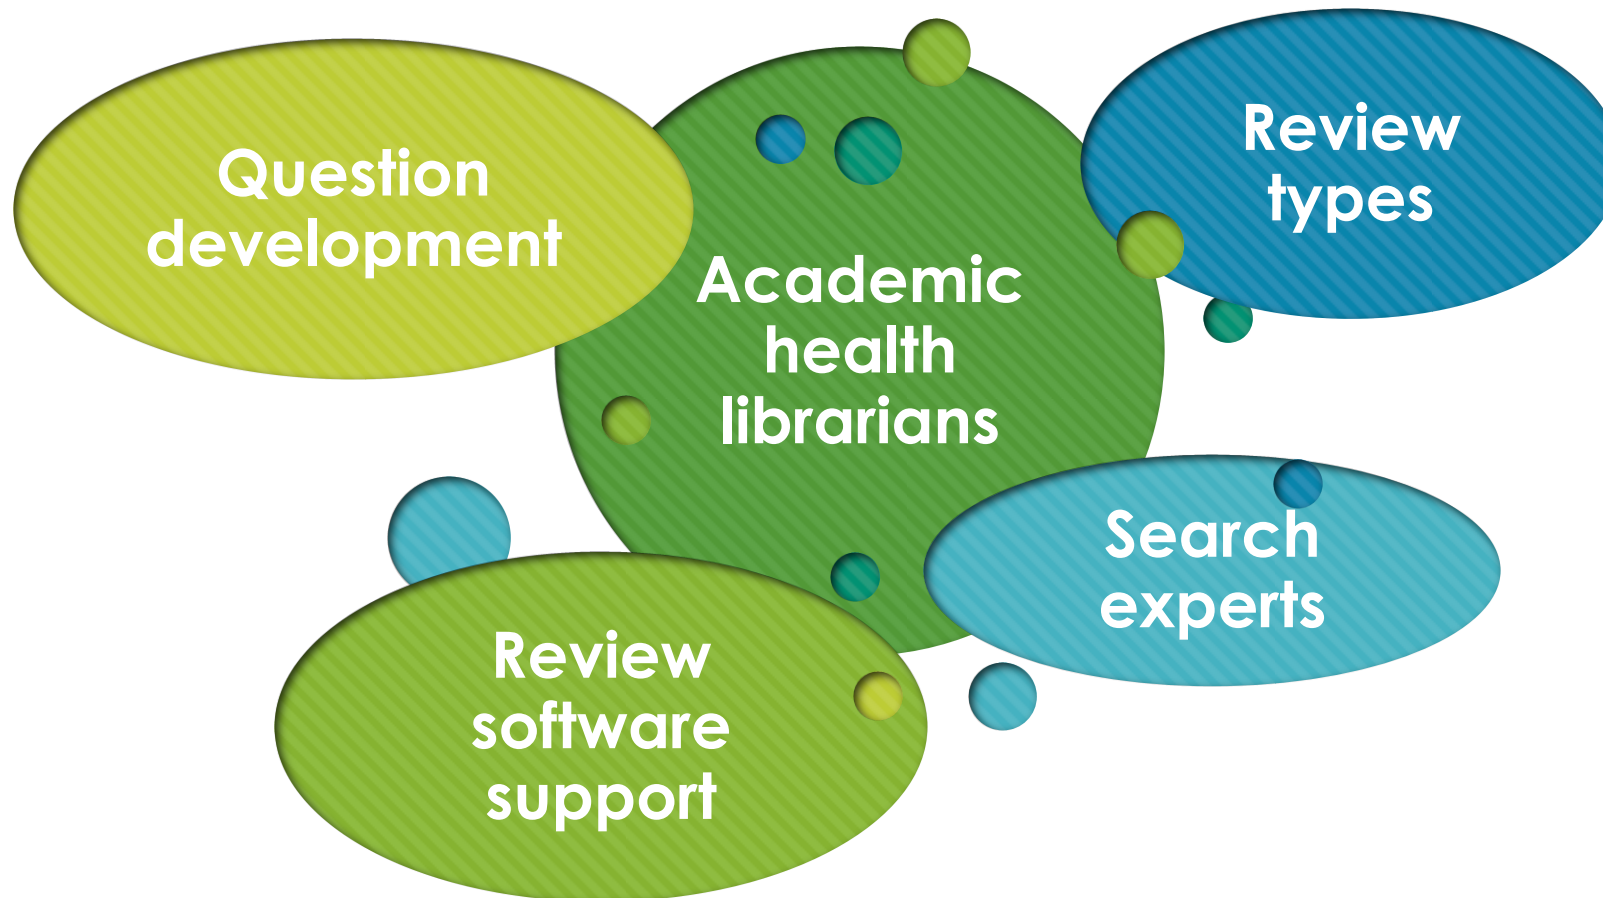 Question
development
Academic
health
librarians
Review
types
Search
experts
Review
software
support